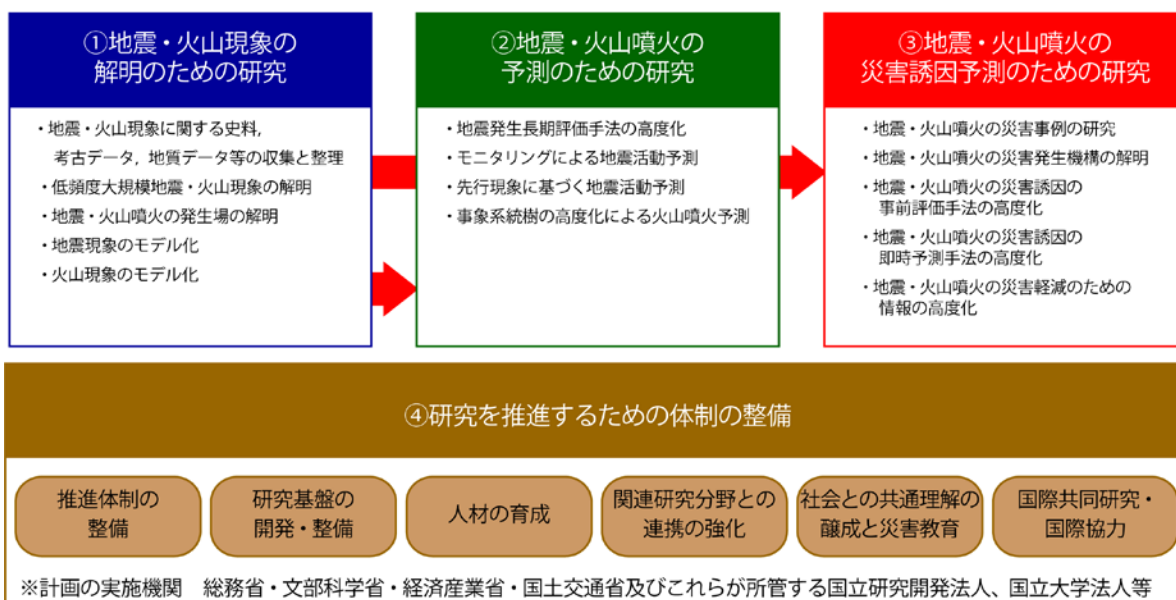 ①地震・火山現象の
解明のための研究
・地震・火山現象に関する史料,
考古データ, 地質データ等の収集と整理
・低頻度大規模地震・火山現象の解明
・地震・火山噴火の発生場の解明
・地震現象のモデル化
・火山現象のモデル化
②地震・火山噴火の
予測のための研究
・地震発生長期評価手法の高度化
・モニタリングによる地震活動予測
・先行現象に基づく地震活動予測
・事象系統樹の高度化による火山噴火予測
③地震・火山噴火の
災害誘因予測のための研究
・地震・火山噴火の災害事例の研究
・地震・火山噴火の災害発生機構の解明
・地震・火山噴火の災害誘因の
事前評価手法の高度化
・地震・火山噴火の災害誘因の
即時予測手法の高度化
・地震・火山噴火の災害軽減のための
情報の高度化
④研究を推進するための体制の整備
推進体制の
整備
研究基盤の
開発・整備
人材の育成
関連研究分野との
連携の強化
社会との共通理解の
醸成と災害教育
国際共同研究・
国際協力
※計画の実施機関　総務省・文部科学省・経済産業省・国土交通省及びこれらが所管する国立研究開発法人、国立大学法人等